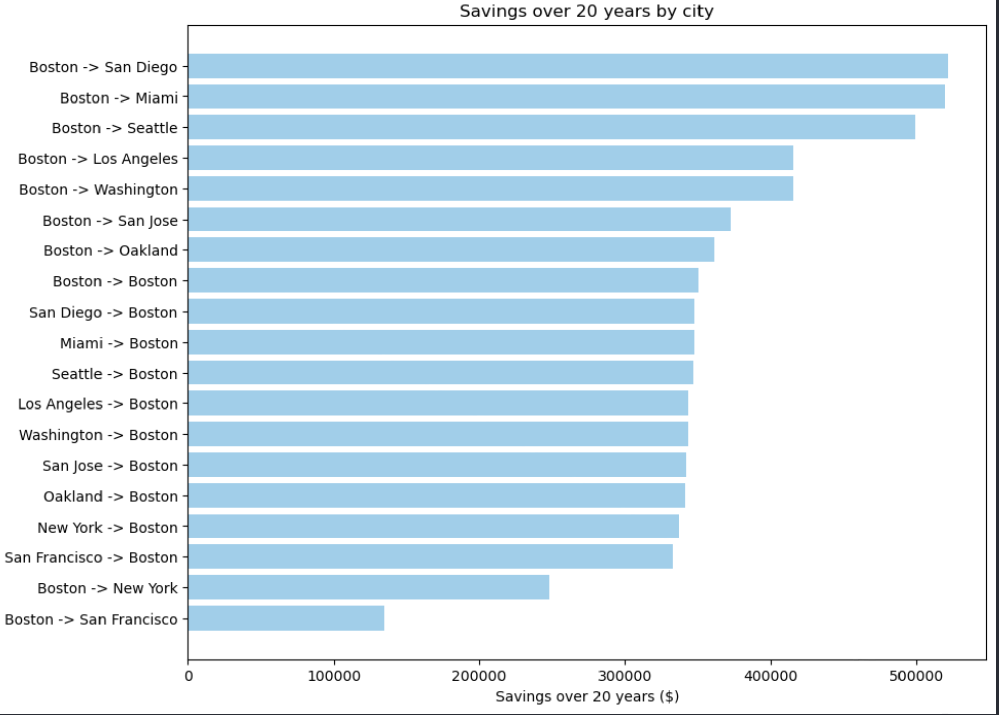 Savings over 20 years by city
Boston -> San Diego
Boston -> Miami
Boston -> Seattle
Boston -> Los Angeles
Boston -> Washington
Boston -> San Jose
Boston -> Oakland
Boston -> Boston
San Diego -> Boston
Miami -> Boston
Seattle -> Boston
Los Angeles -> Boston
Washington -> Boston
San Jose -> Boston
Oakland -> Boston
New York -> Boston
San Francisco -> Boston
Boston -> New York
Boston -> San Francisco
0 100000 200000 300000 400000 500000
Savings over 20 years ($)